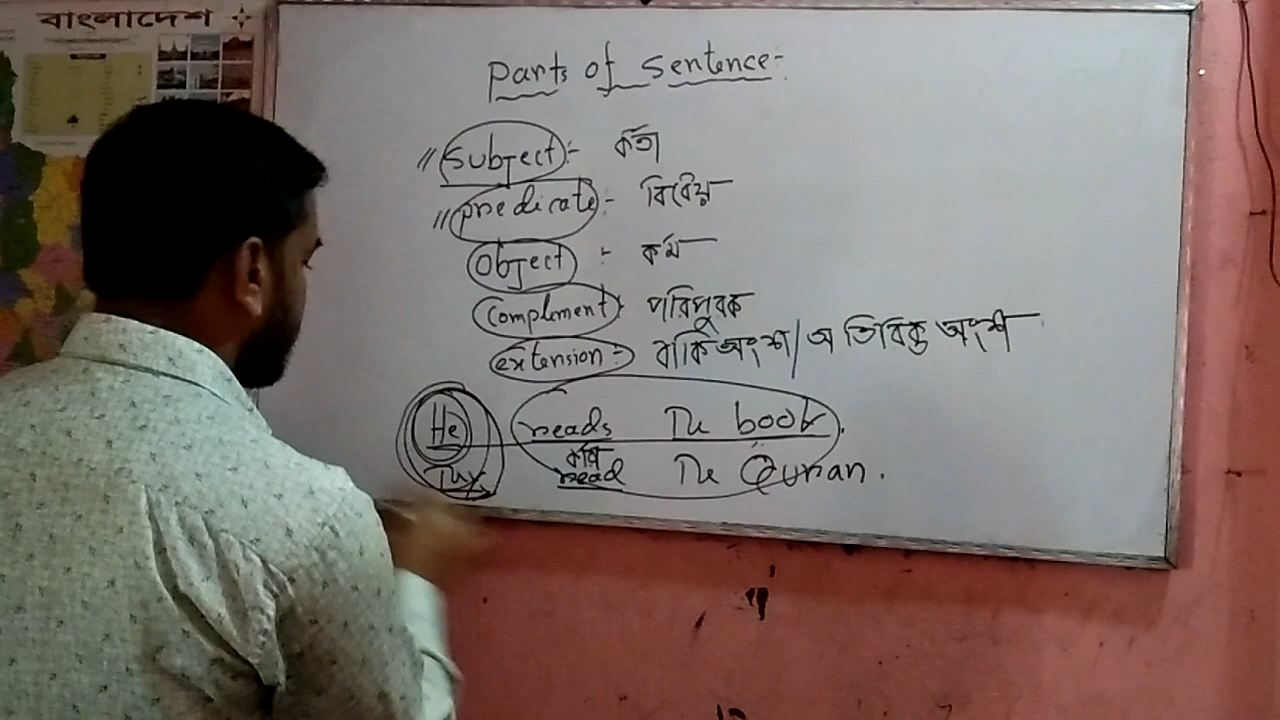 বাংলাদেশ
Parts of Sentence:-
// Subject :- কর্তা
// predicate :- বিধেয়
Object :- কর্ম
Complement : পরিপুরক
extension :- বাকি অংশ / অতিরিক্ত অংশ
He reads The book.
They read The Quran.